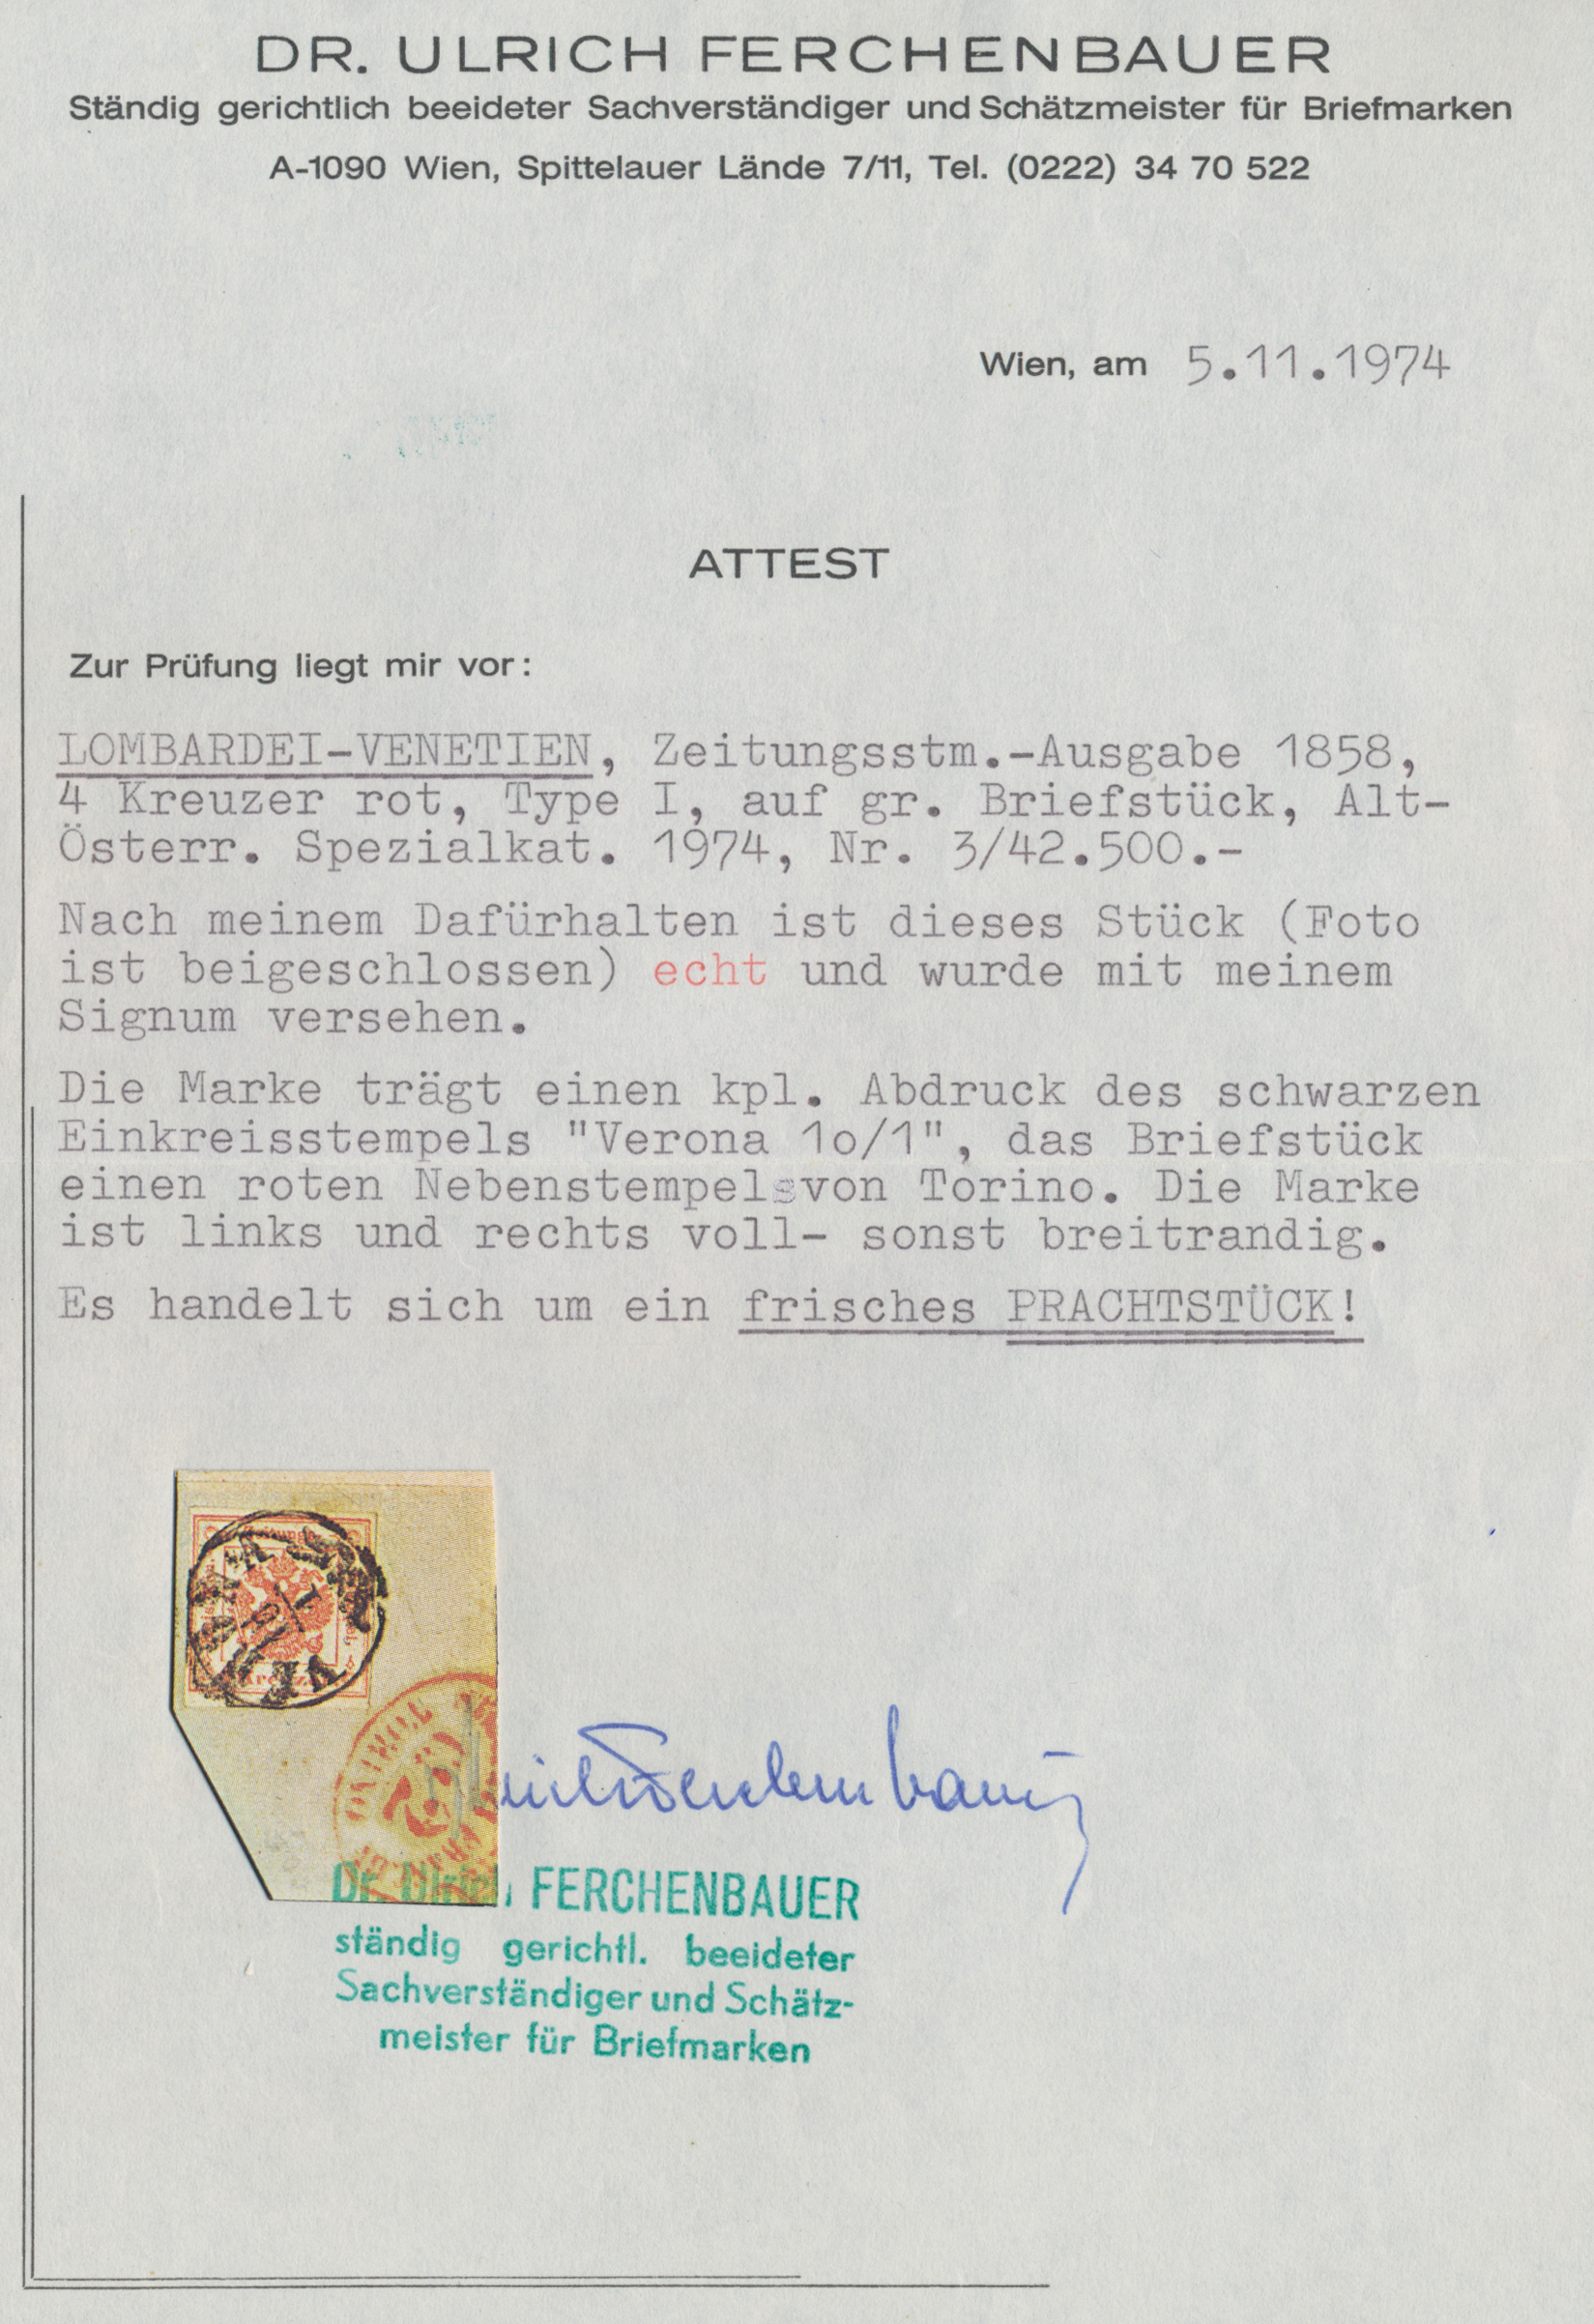 DR. ULRICH FERCHENBAUER
Ständig gerichtlich beeideter Sachverständiger und Schätzmeister für Briefmarken
A-1090 Wien, Spittelauer Lände 7/11, Tel. (0222) 34 70 522
Wien, am 5.11.1974
ATTEST
Zur Prüfung liegt mir vor:
LOMBARDEI-VENETIEN, Zeitungsstm.-Ausgabe 1858,
4 Kreuzer rot, Type I, auf gr. Briefstück, Alt-
Österr. Spezialkat. 1974, Nr. 3/42.500.-
Nach meinem Dafürhalten ist dieses Stück (Foto
ist beigeschlossen) echt und wurde mit meinem
Signum versehen.
Die Marke trägt einen kpl. Abdruck des schwarzen
Einkreisstempels "Verona 1o/1", das Briefstück
einen roten Nebenstempel von Torino. Die Marke
ist links und rechts voll- sonst breitrandig.
Es handelt sich um ein frisches PRACHTSTÜCK!
Dr. Ulrich FERCHENBAUER
ständig gerichtl. beeideter
Sachverständiger und Schätz-
meister für Briefmarken